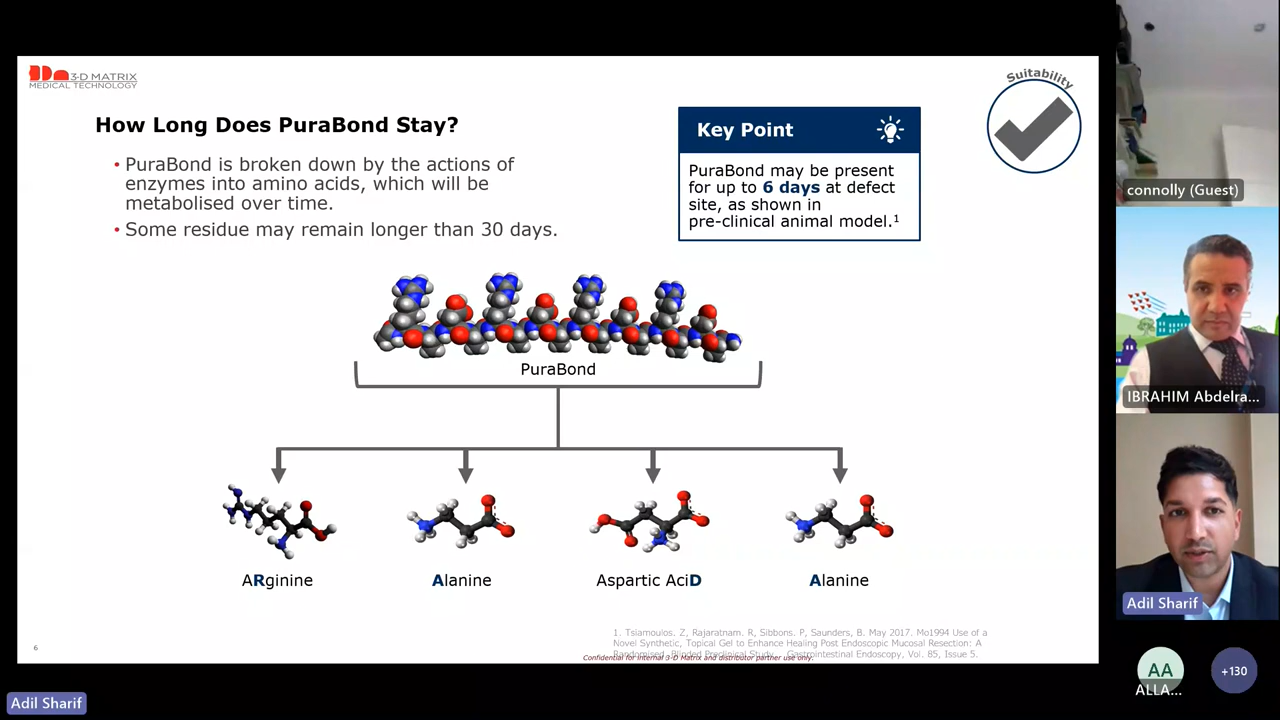 3-D MATRIX
MEDICAL TECHNOLOGY
Suitability
How Long Does PuraBond Stay?
• PuraBond is broken down by the actions of
enzymes into amino acids, which will be
metabolised over time.
• Some residue may remain longer than 30 days.
Key Point
PuraBond may be present
for up to 6 days at defect
site, as shown in
pre-clinical animal model.¹
PuraBond
ARginine
Alanine
Aspartic AciD
Alanine
1. Tsiamoulos. Z, Rajaratnam. R, Sibbons. P, Saunders, B. May 2017. Mo1994 Use of a
Novel Synthetic, Topical Gel to Enhance Healing Post Endoscopic Mucosal Resection: A
Randomised, Blinded Preclinical Study. Gastrointestinal Endoscopy, Vol. 85, Issue 5.
Confidential for internal 3-D Matrix and distributor partner use only.
6
connolly (Guest)
IBRAHIM Abdelra...
Adil Sharif
AA
ALLA...
+130
Adil Sharif